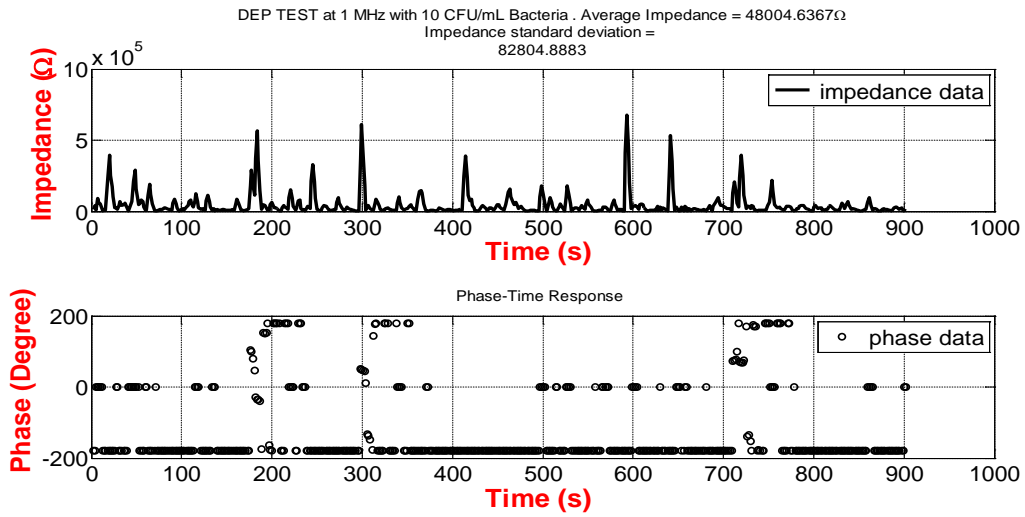 DEP TEST at 1 MHz with 10 CFU/mL Bacteria . Average Impedance = 48004.6367Ω
Impedance standard deviation =
82804.8883
x 10^5
10
5
0
Impedance (Ω)
impedance data
0 100 200 300 400 500 600 700 800 900 1000
Time (s)
Phase-Time Response
200
0
-200
Phase (Degree)
phase data
0 100 200 300 400 500 600 700 800 900 1000
Time (s)